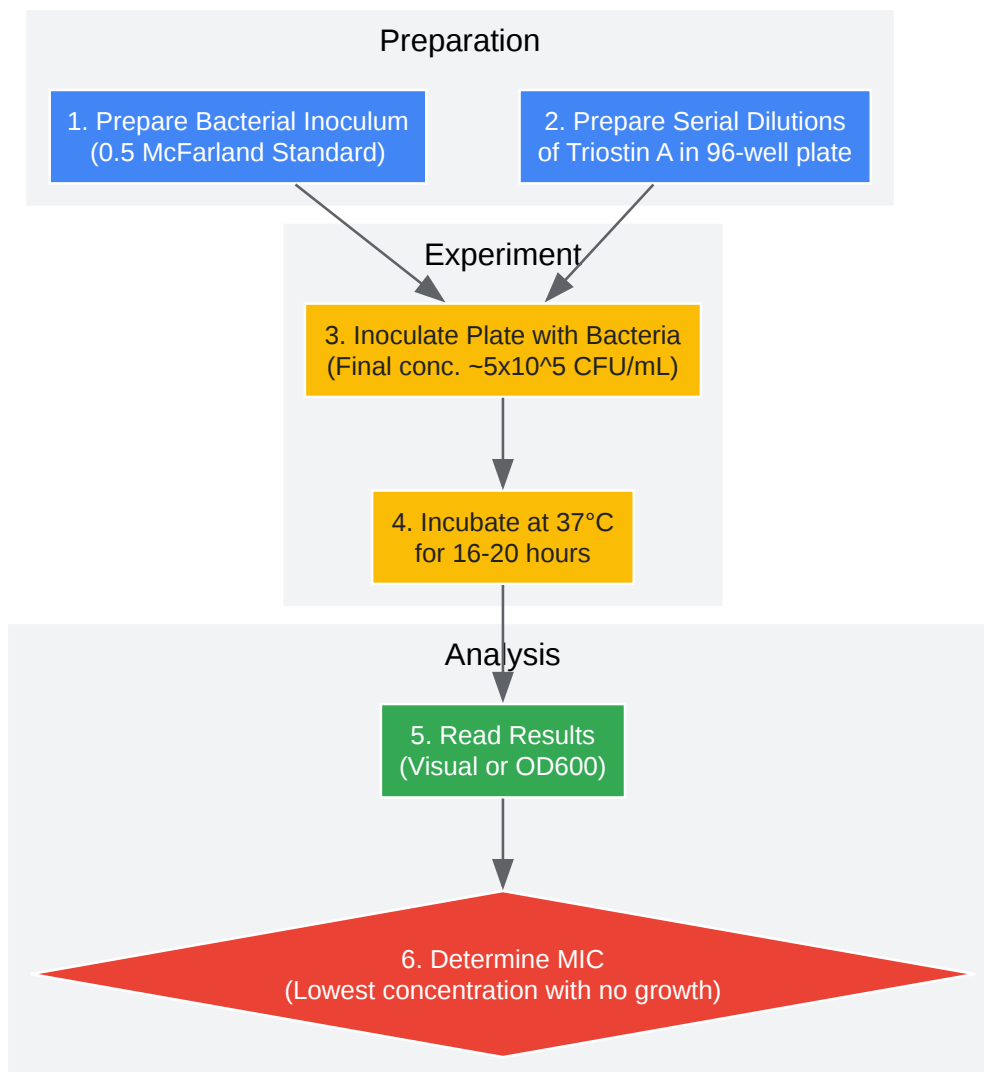 Preparation
1. Prepare Bacterial Inoculum
(0.5 McFarland Standard)
2. Prepare Serial Dilutions
of Triostin A in 96-well plate
Experiment
3. Inoculate Plate with Bacteria
(Final conc. ~5x10^5 CFU/mL)
4. Incubate at 37°C
for 16-20 hours
Analysis
5. Read Results
(Visual or OD600)
6. Determine MIC
(Lowest concentration with no growth)